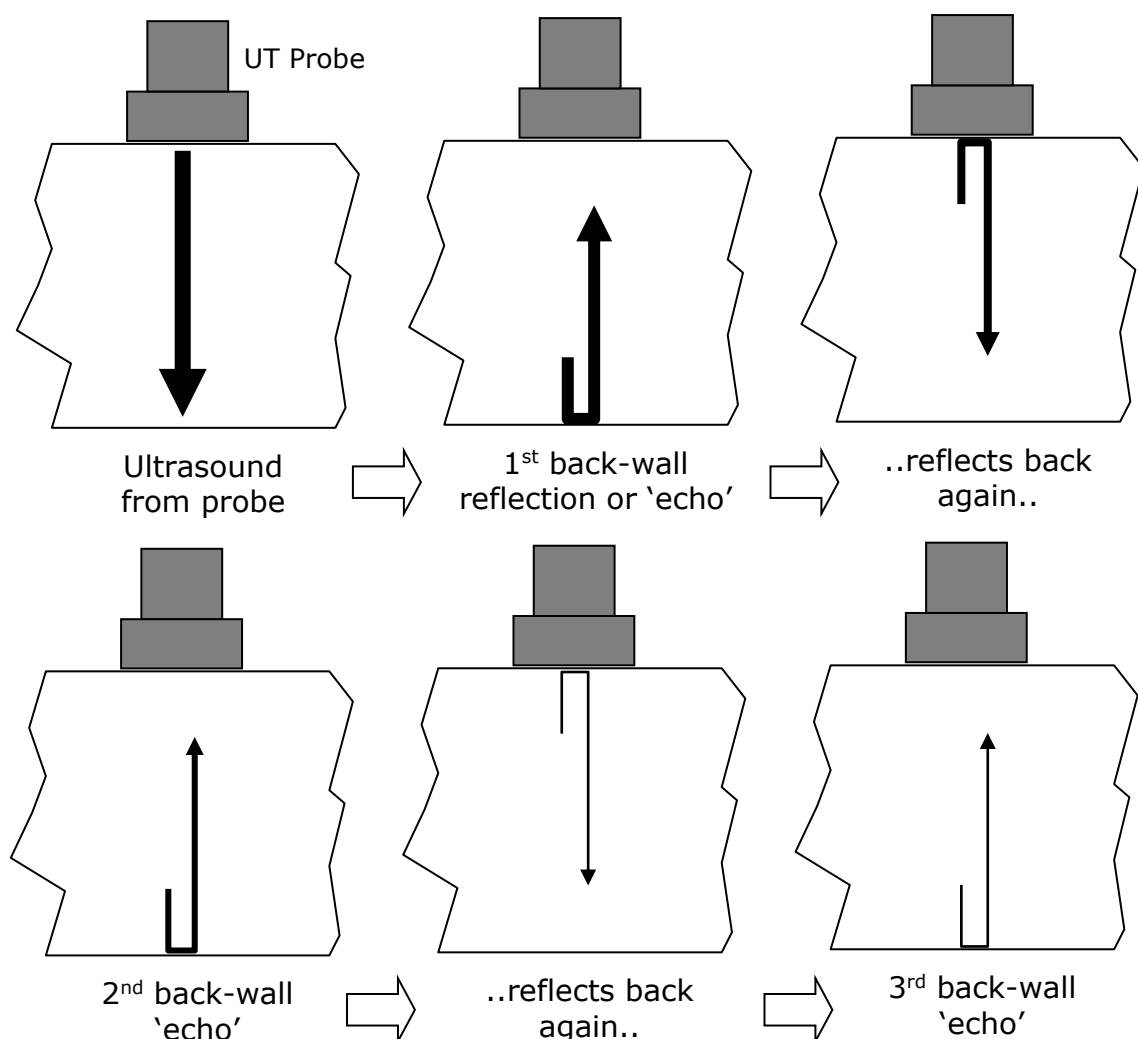 UT Probe
Ultrasound
from probe
1st back-wall
reflection or ‘echo’
..reflects back
again..
2nd back-wall
‘echo’
..reflects back
again..
3rd back-wall
‘echo’